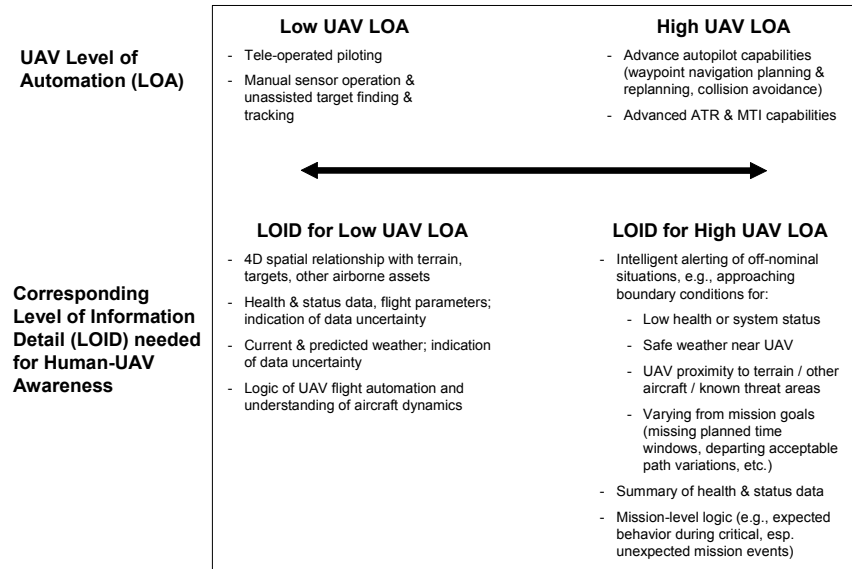 Low UAV LOA
High UAV LOA
UAV Level of
Automation (LOA)
- Tele-operated piloting
- Manual sensor operation &
unassisted target finding &
tracking
- Advance autopilot capabilities
(waypoint navigation planning &
replanning, collision avoidance)
- Advanced ATR & MTI capabilities
LOID for Low UAV LOA
LOID for High UAV LOA
Corresponding
Level of Information
Detail (LOID) needed
for Human-UAV
Awareness
- 4D spatial relationship with terrain,
targets, other airborne assets
- Health & status data, flight parameters;
indication of data uncertainty
- Current & predicted weather; indication
of data uncertainty
- Logic of UAV flight automation and
understanding of aircraft dynamics
- Intelligent alerting of off-nominal
situations, e.g., approaching
boundary conditions for:
- Low health or system status
- Safe weather near UAV
- UAV proximity to terrain / other
aircraft / known threat areas
- Varying from mission goals
(missing planned time
windows, departing acceptable
path variations, etc.)
- Summary of health & status data
- Mission-level logic (e.g., expected
behavior during critical, esp.
unexpected mission events)